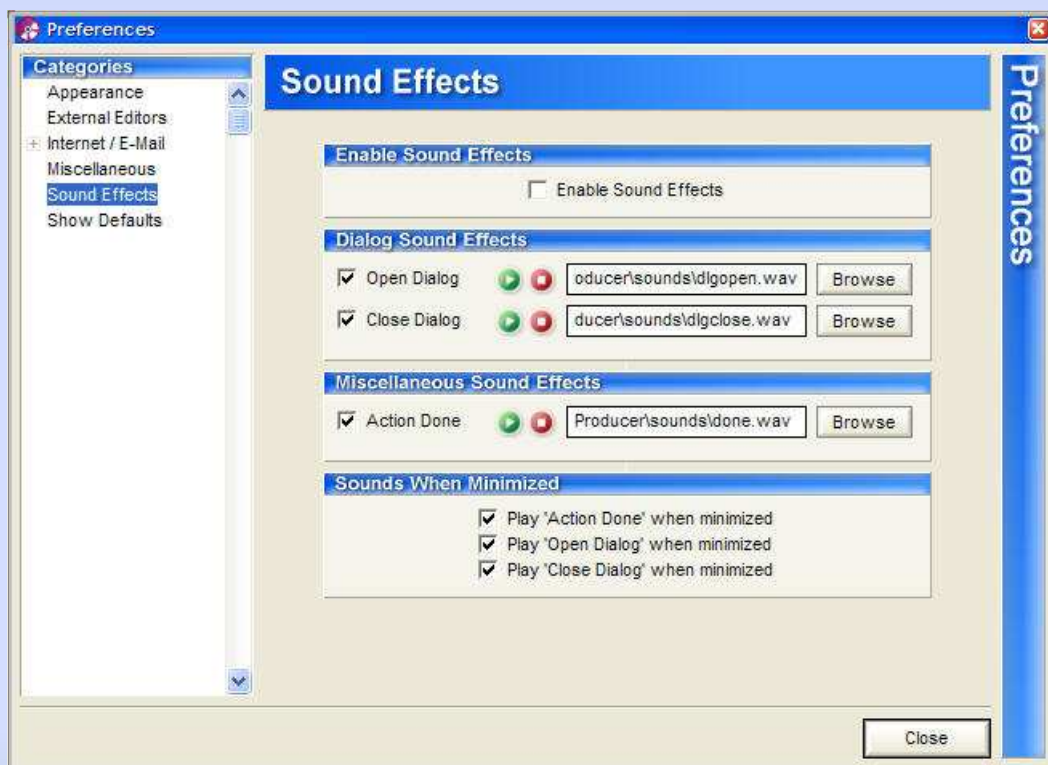 Preferences
Categories
Appearance
External Editors
Internet / E-Mail
Miscellaneous
Sound Effects
Show Defaults
Sound Effects
Enable Sound Effects
Enable Sound Effects
Dialog Sound Effects
Open Dialog oducer\sounds\dlgopen.wav Browse
Close Dialog ducer\sounds\dlgclose.wav Browse
Miscellaneous Sound Effects
Action Done Producer\sounds\done.wav Browse
Sounds When Minimized
Play 'Action Done' when minimized
Play 'Open Dialog' when minimized
Play 'Close Dialog' when minimized
Close
Preferences